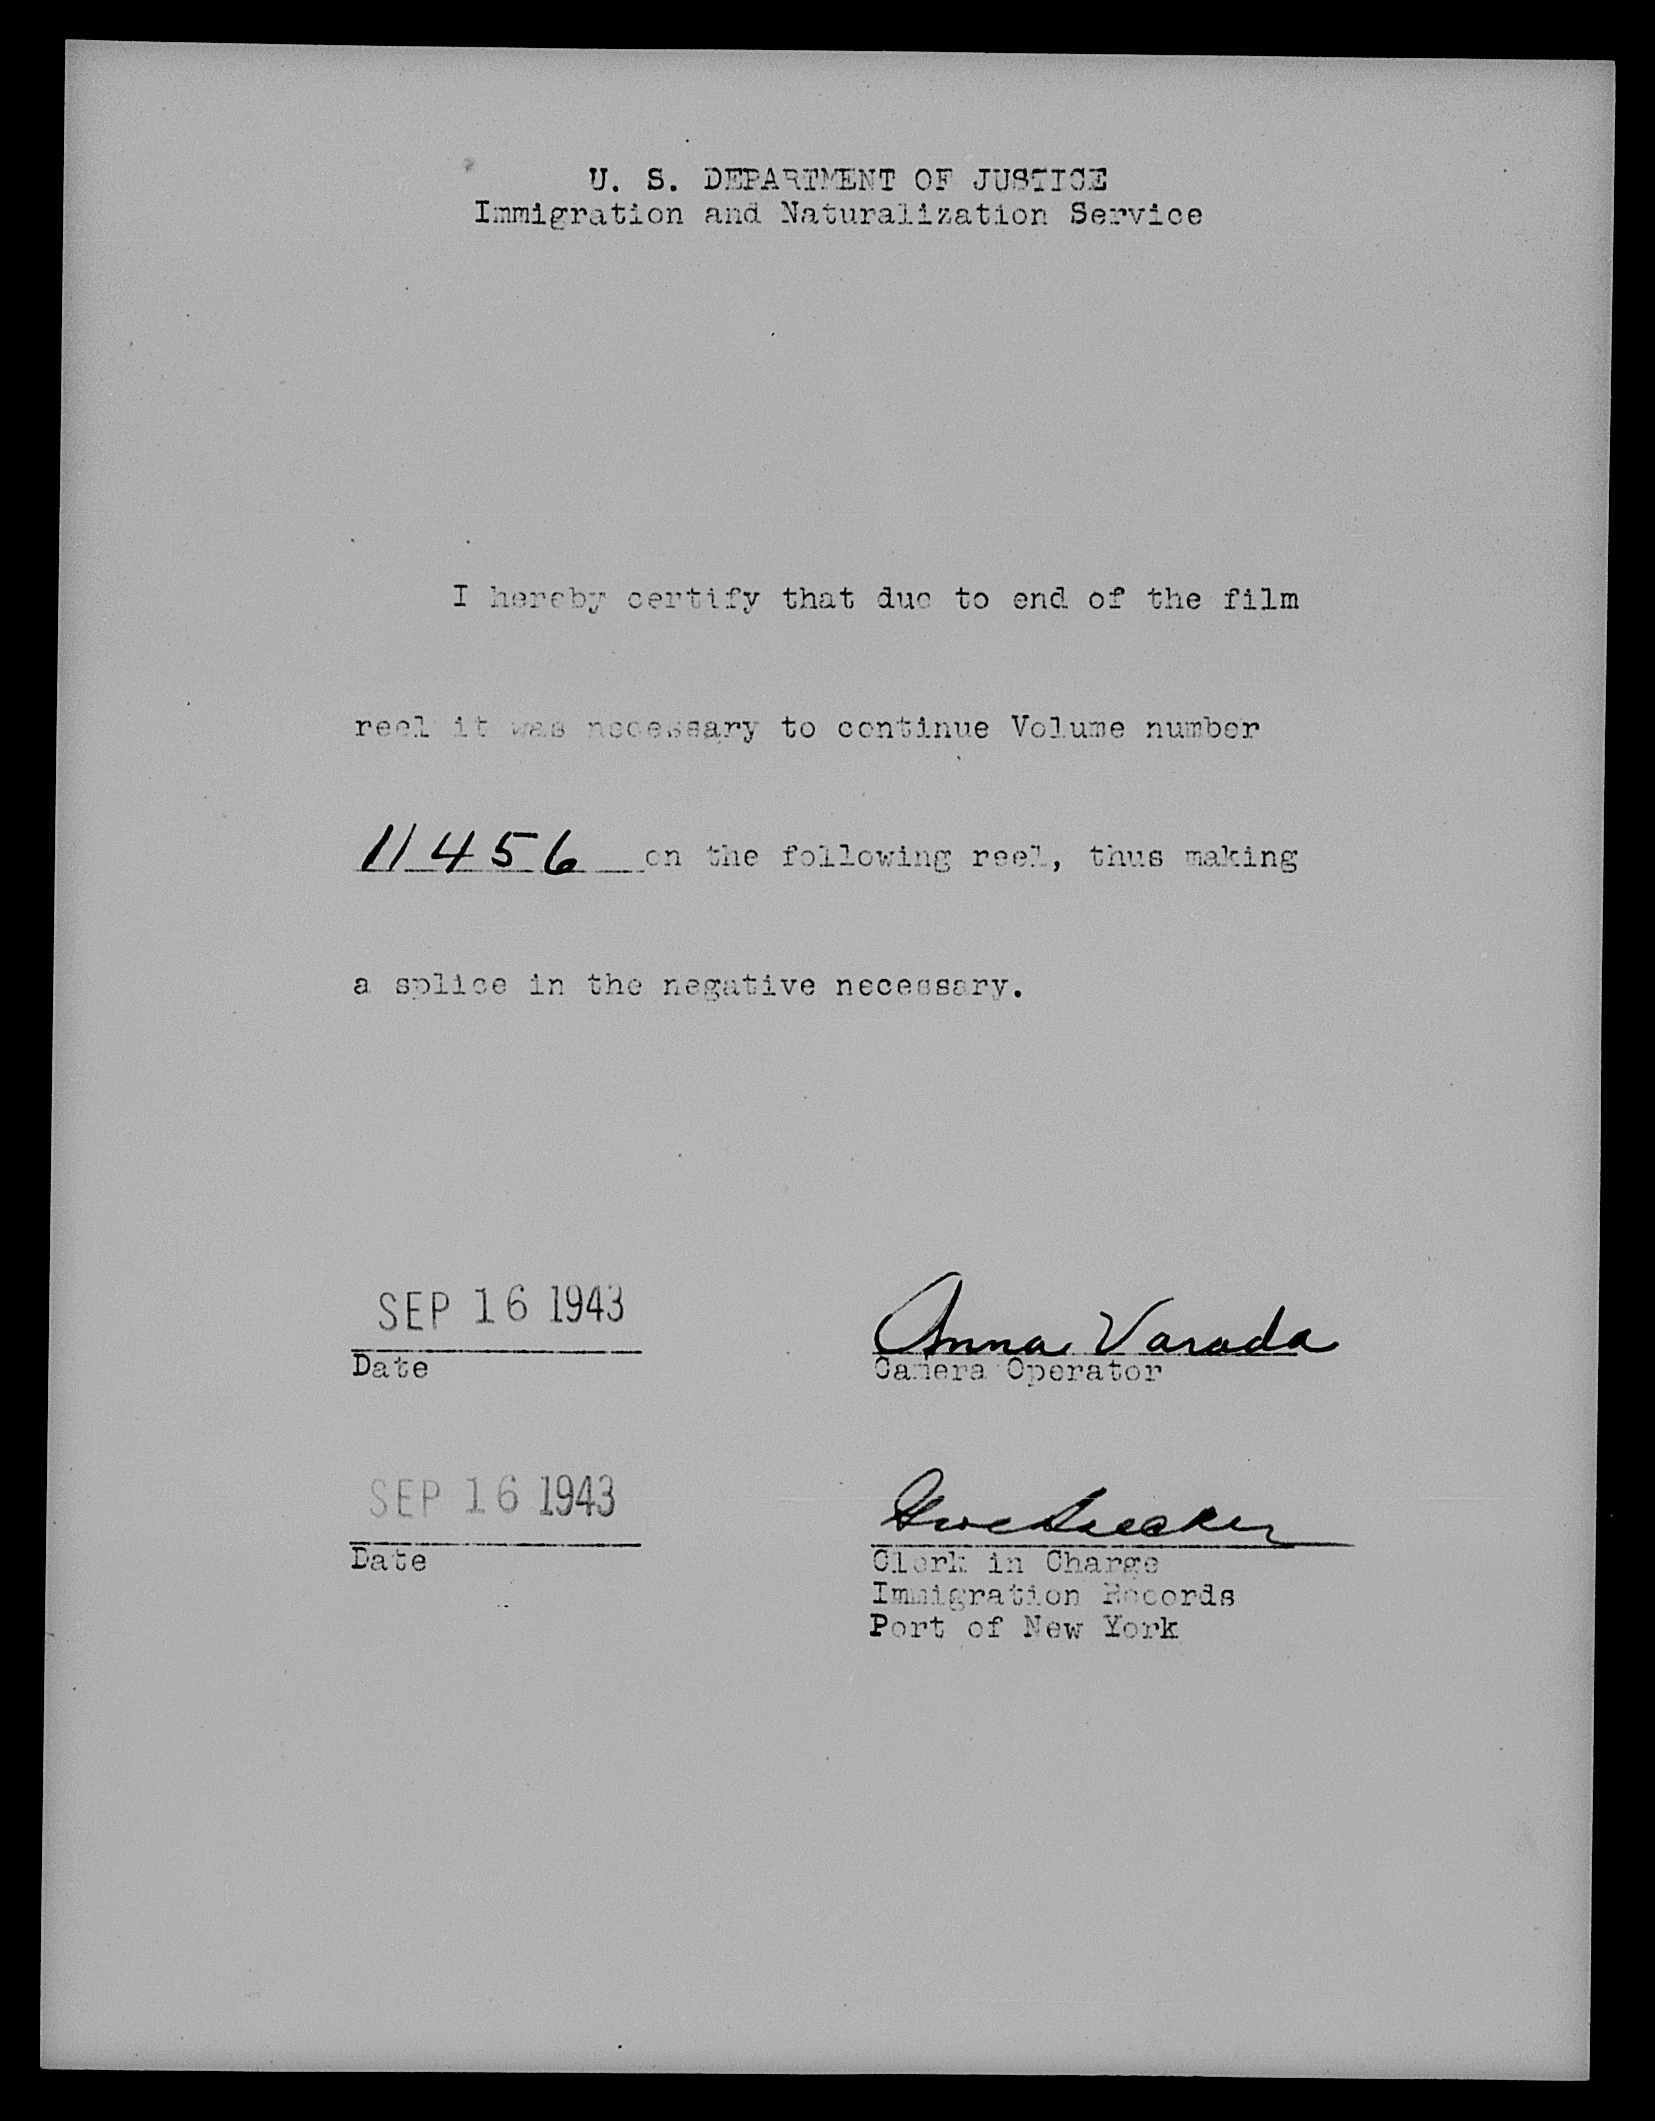 U. S. DEPARTMENT OF JUSTICE
Immigration and Naturalization Service
I hereby certify that due to end of the film
reel it was necessary to continue Volume number
11456 on the following reel, thus making
a splice in the negative necessary.
SEP 16 1943
Date
Anna Varada
Camera Operator
SEP 16 1943
Date
Clerk in Charge
Immigration Records
Port of New York